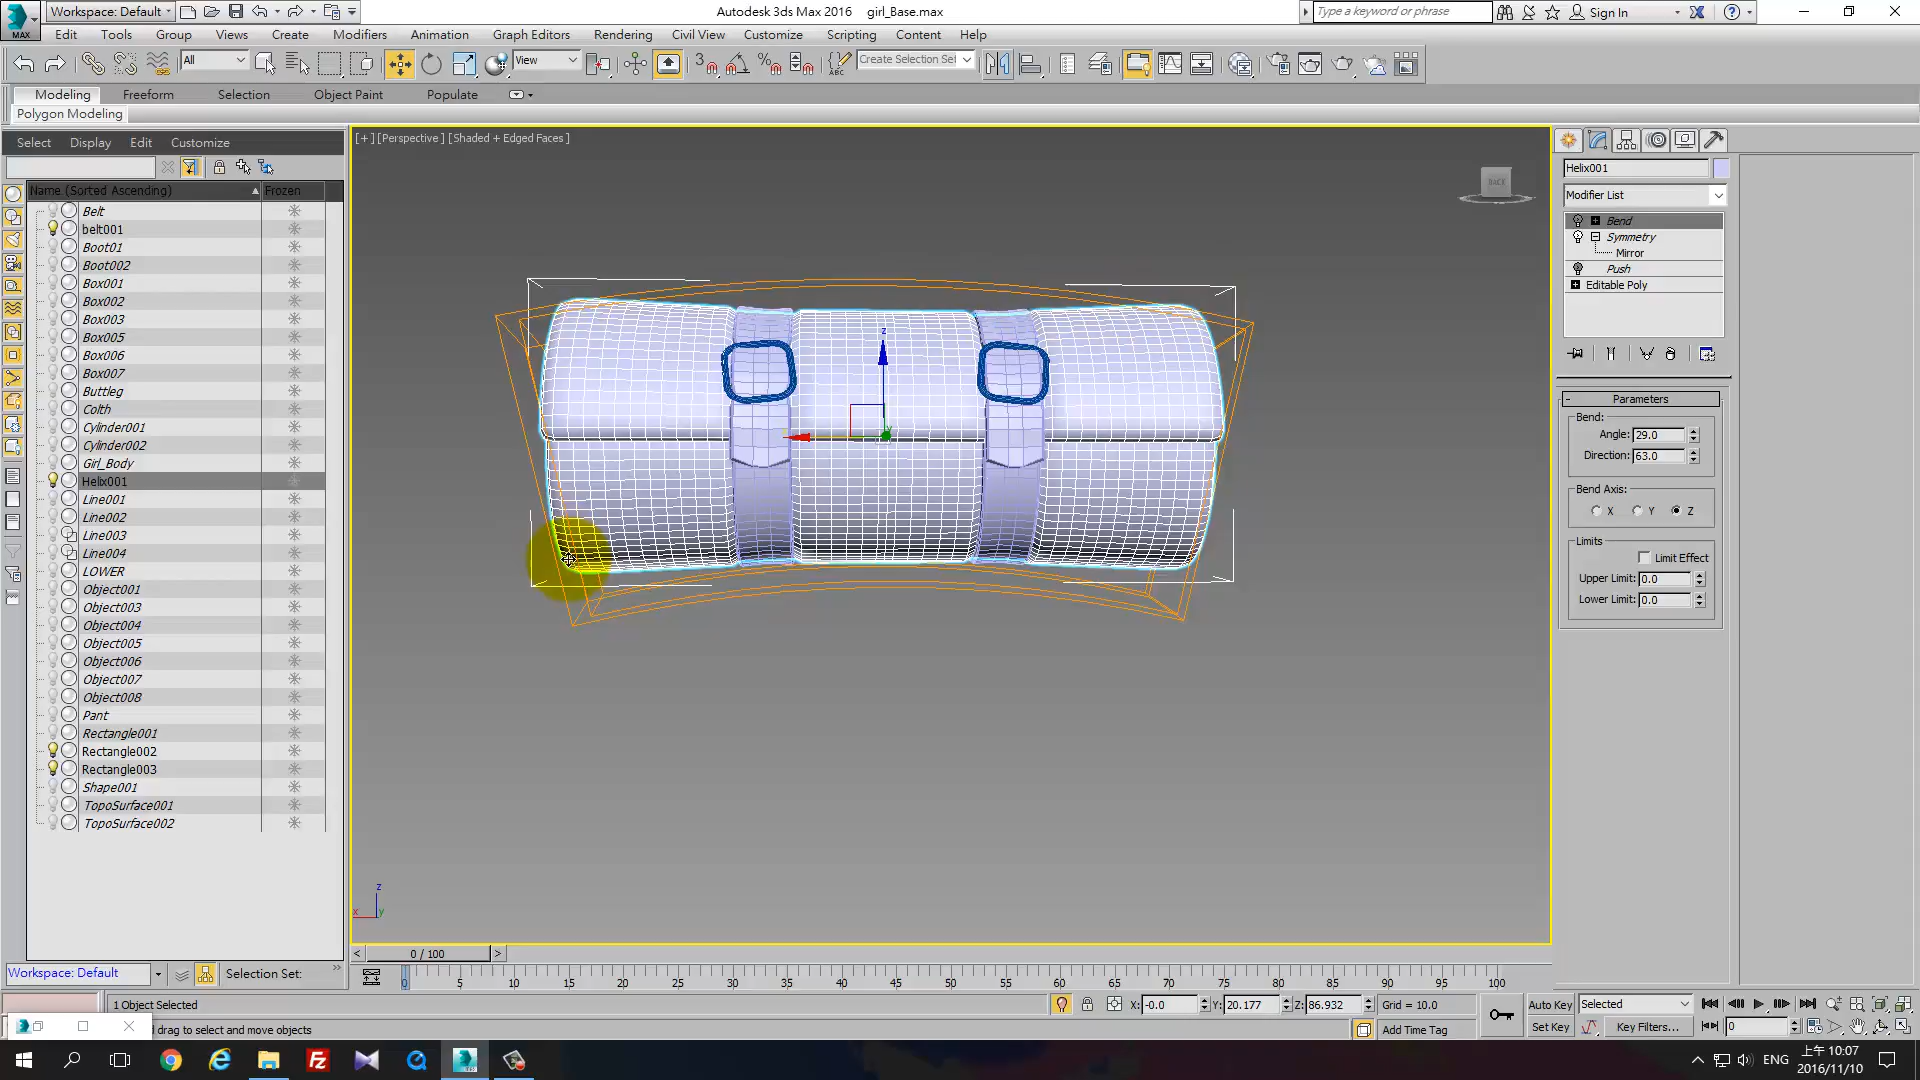 Workspace: Default
Autodesk 3ds Max 2016    girl_Base.max
Type a keyword or phrase
Sign In
MAX
Edit
Tools
Group
Views
Create
Modifiers
Animation
Graph Editors
Rendering
Civil View
Customize
Scripting
Content
Help
All
View
Create Selection Set
Modeling
Freeform
Selection
Object Paint
Populate
Polygon Modeling
Select
Display
Edit
Customize
Name (Sorted Ascending)
Frozen
Belt
belt001
Boot01
Boot002
Box001
Box002
Box003
Box005
Box006
Box007
Buttleg
Colth
Cylinder001
Cylinder002
Girl_Body
Helix001
Line001
Line002
Line003
Line004
LOWER
Object001
Object003
Object004
Object005
Object006
Object007
Object008
Pant
Rectangle001
Rectangle002
Rectangle003
Shape001
TopoSurface001
TopoSurface002
[+] [Perspective] [Shaded + Edged Faces]
BACK
z
y
z
x
y
Helix001
Modifier List
Bend
Symmetry
Mirror
Push
Editable Poly
Parameters
Bend:
Angle: 29.0
Direction: 63.0
Bend Axis:
X Y Z
Limits
Limit Effect
Upper Limit: 0.0
Lower Limit: 0.0
0 / 100
Workspace: Default
Selection Set:
0 5 10 15 20 25 30 35 40 45 50 55 60 65 70 75 80 85 90 95 100
1 Object Selected
X: -0.0
Y: 20.177
Z: 86.932
Grid = 10.0
Auto Key
Selected
drag to select and move objects
Add Time Tag
Set Key
Key Filters...
0
ENG
上午 10:07
2016/11/10